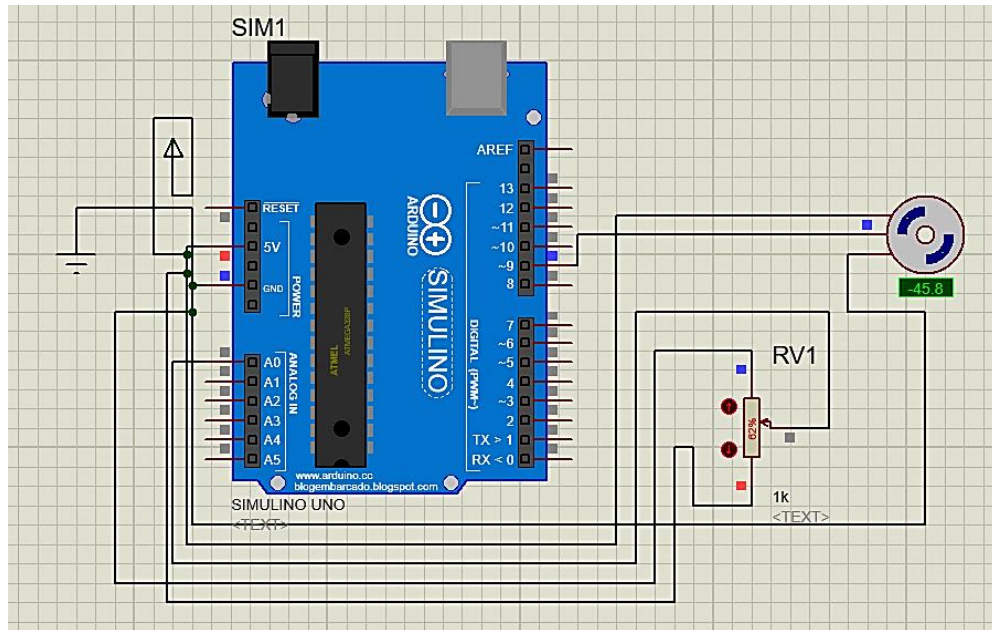 SIM1
AREF
13
12
~11
~10
~9
8
RESET
5V
GND
POWER
A0
A1
A2
A3
A4
A5
ANALOG IN
ATMEL
ATMEGA328P
ARDUINO
SIMULINO
DIGITAL (PWM~)
7
~6
~5
4
~3
2
TX > 1
RX < 0
www.arduino.cc
blogembarcado.blogspot.com
SIMULINO UNO
<TEXT>
-45.8
RV1
62%
1k
<TEXT>